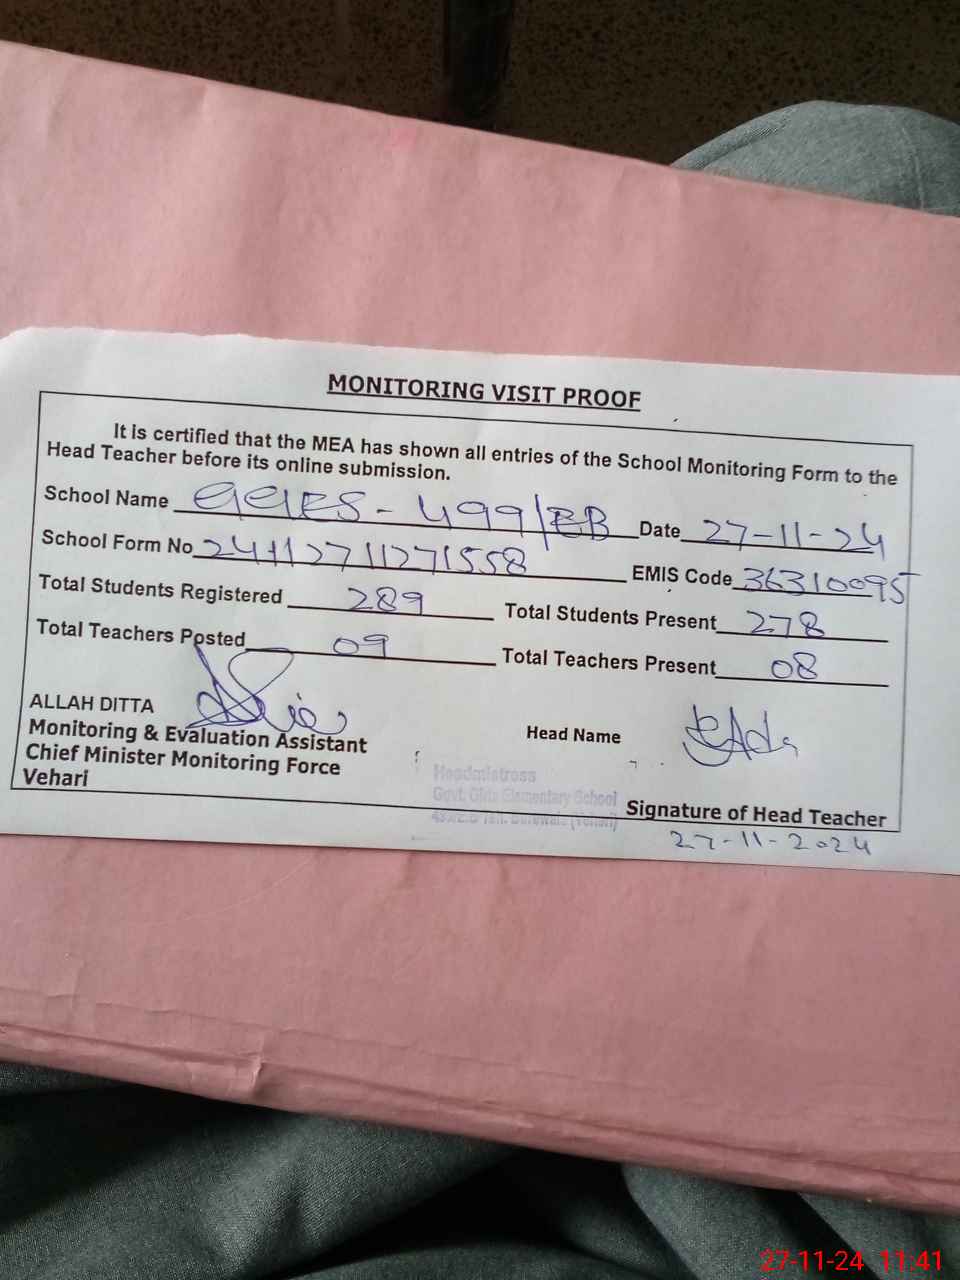 MONITORING VISIT PROOF
It is certified that the MEA has shown all entries of the School Monitoring Form to the
Head Teacher before its online submission.
School Name GGES - 499/EB Date 27-11-24
School Form No 24112711271558 EMIS Code 36310095
Total Students Registered 289 Total Students Present 278
Total Teachers Posted 09 Total Teachers Present 08
ALLAH DITTA
Monitoring & Evaluation Assistant
Chief Minister Monitoring Force
Vehari
Head Name
Headmistress
Govt. Girls Elementary School
(Vehari)
Signature of Head Teacher
27-11-2024
27-11-24 11:41